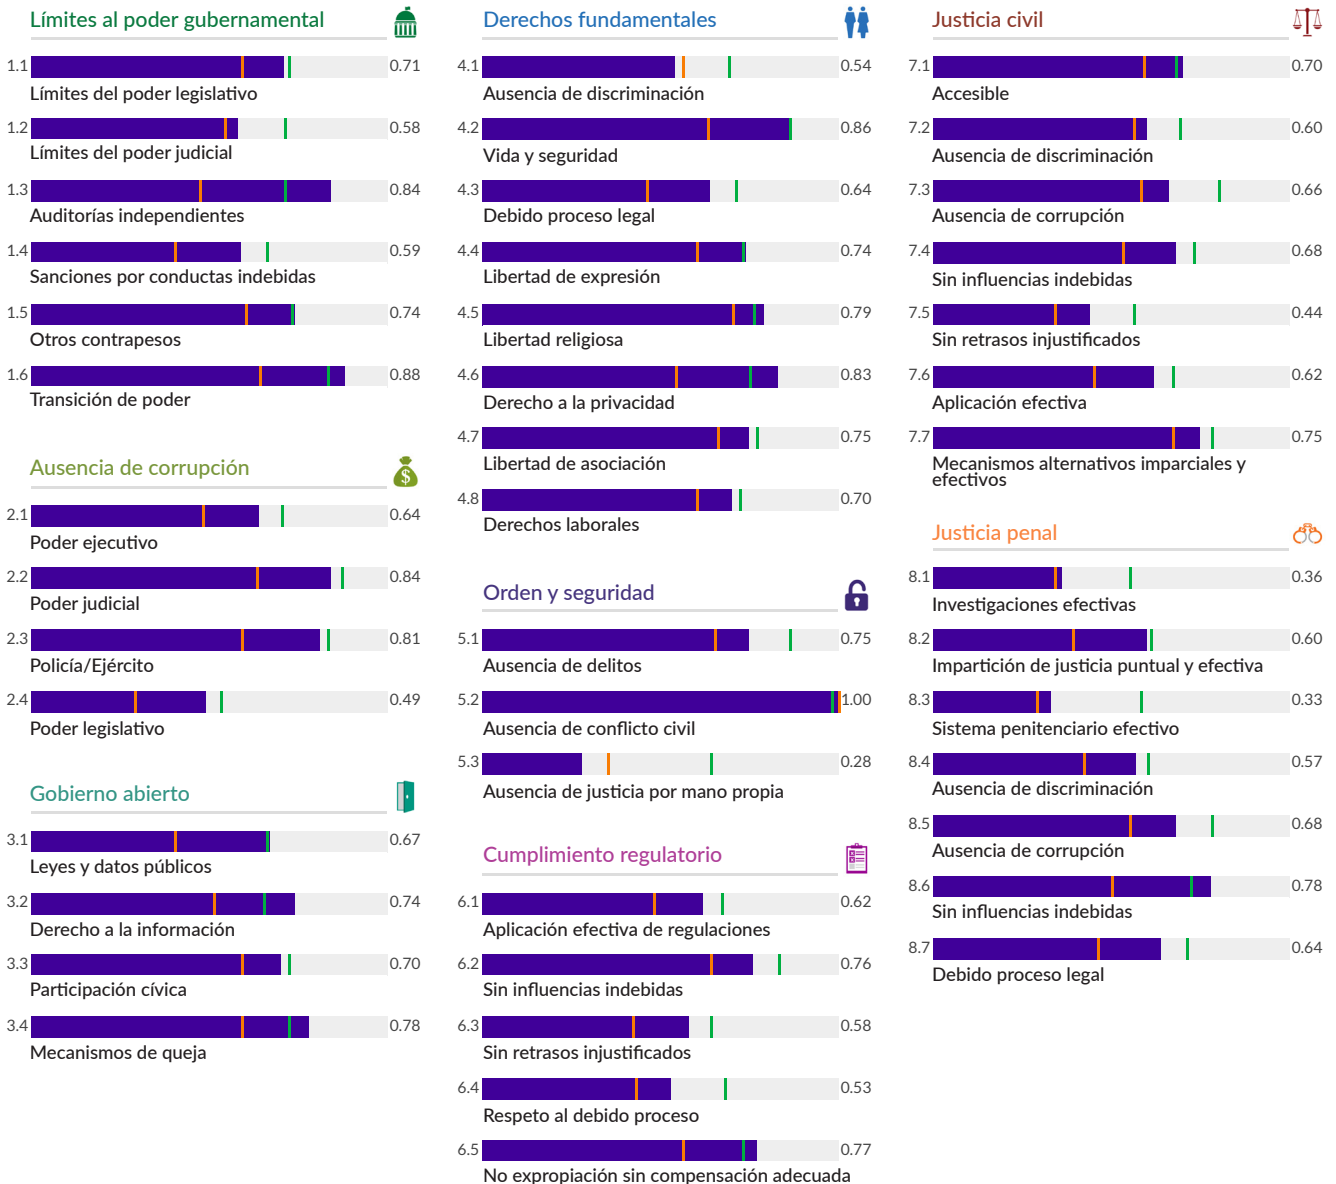 Límites al poder gubernamental
1.1 0.71
Límites del poder legislativo
1.2 0.58
Límites del poder judicial
1.3 0.84
Auditorías independientes
1.4 0.59
Sanciones por conductas indebidas
1.5 0.74
Otros contrapesos
1.6 0.88
Transición de poder
Ausencia de corrupción
$
2.1 0.64
Poder ejecutivo
2.2 0.84
Poder judicial
2.3 0.81
Policía/Ejército
2.4 0.49
Poder legislativo
Gobierno abierto
3.1 0.67
Leyes y datos públicos
3.2 0.74
Derecho a la información
3.3 0.70
Participación cívica
3.4 0.78
Mecanismos de queja
Derechos fundamentales
4.1 0.54
Ausencia de discriminación
4.2 0.86
Vida y seguridad
4.3 0.64
Debido proceso legal
4.4 0.74
Libertad de expresión
4.5 0.79
Libertad religiosa
4.6 0.83
Derecho a la privacidad
4.7 0.75
Libertad de asociación
4.8 0.70
Derechos laborales
Orden y seguridad
5.1 0.75
Ausencia de delitos
5.2 1.00
Ausencia de conflicto civil
5.3 0.28
Ausencia de justicia por mano propia
Cumplimiento regulatorio
6.1 0.62
Aplicación efectiva de regulaciones
6.2 0.76
Sin influencias indebidas
6.3 0.58
Sin retrasos injustificados
6.4 0.53
Respeto al debido proceso
6.5 0.77
No expropiación sin compensación adecuada
Justicia civil
7.1 0.70
Accesible
7.2 0.60
Ausencia de discriminación
7.3 0.66
Ausencia de corrupción
7.4 0.68
Sin influencias indebidas
7.5 0.44
Sin retrasos injustificados
7.6 0.62
Aplicación efectiva
7.7 0.75
Mecanismos alternativos imparciales y
efectivos
Justicia penal
8.1 0.36
Investigaciones efectivas
8.2 0.60
Impartición de justicia puntual y efectiva
8.3 0.33
Sistema penitenciario efectivo
8.4 0.57
Ausencia de discriminación
8.5 0.68
Ausencia de corrupción
8.6 0.78
Sin influencias indebidas
8.7 0.64
Debido proceso legal